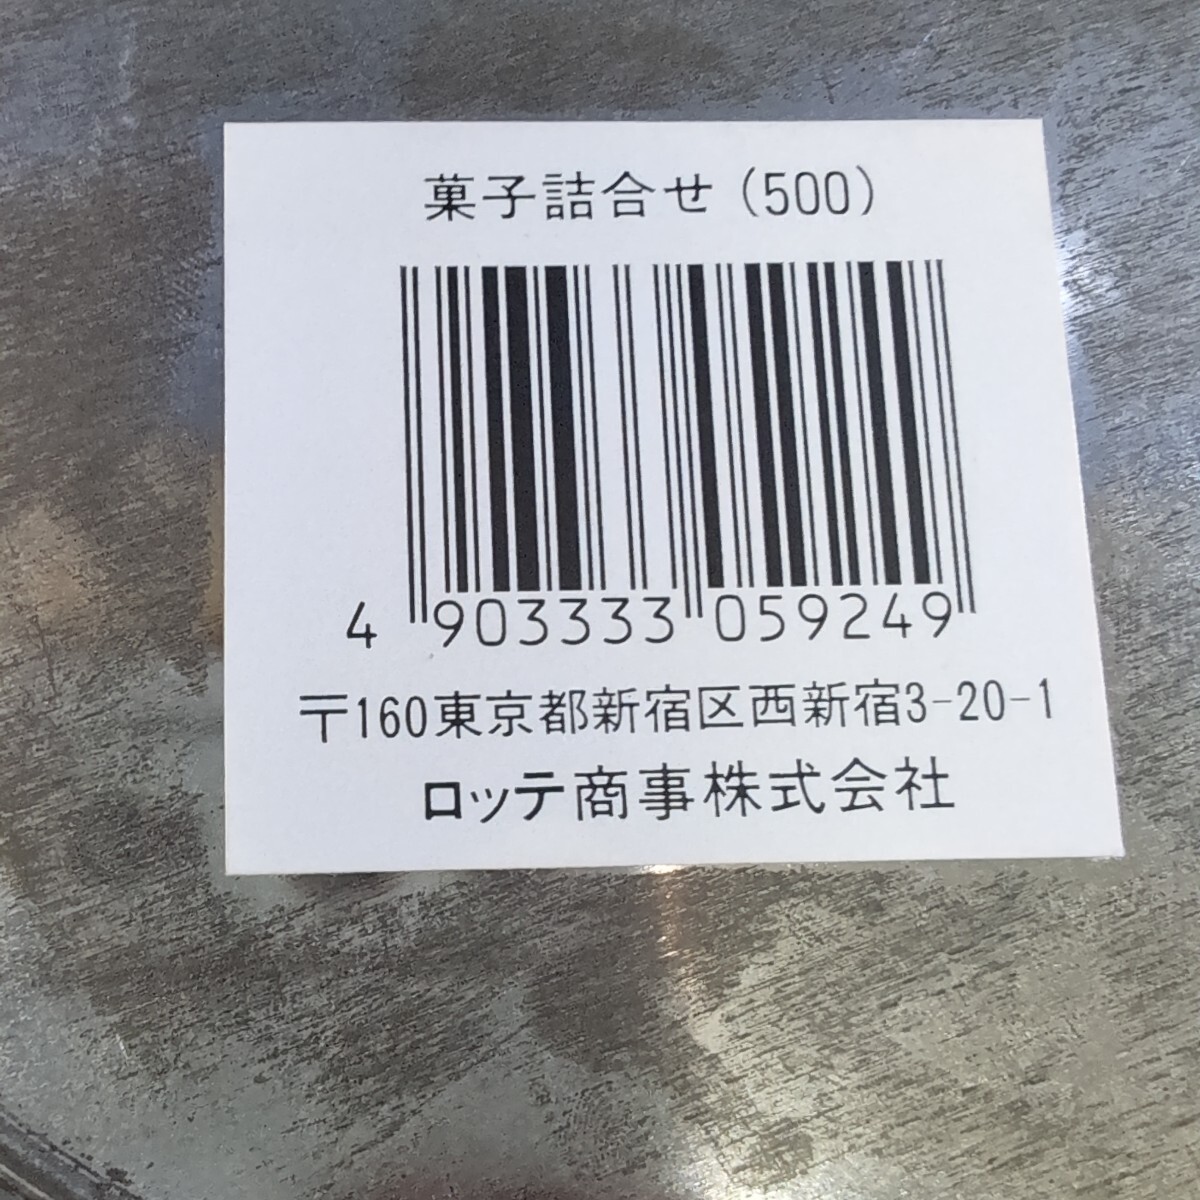 菓子詰合せ(500)
4 903333 059249
〒160東京都新宿区西新宿3-20-1
ロッテ商事株式会社